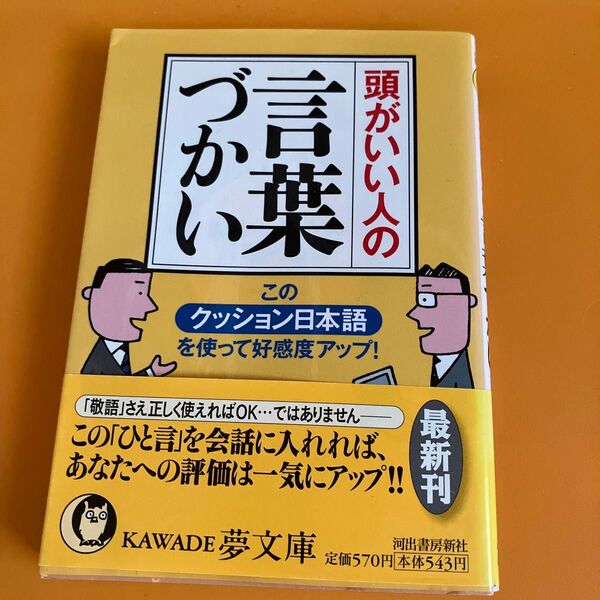 頭がいい人の
言葉
づかい
この
クッション日本語
を使って好感度アップ!
「敬語」さえ正しく使えればOK…ではありません──
この「ひと言」を会話に入れれば、
あなたへの評価は一気にアップ!!
最新刊
KAWADE夢文庫
河出書房新社
定価570円 本体543円